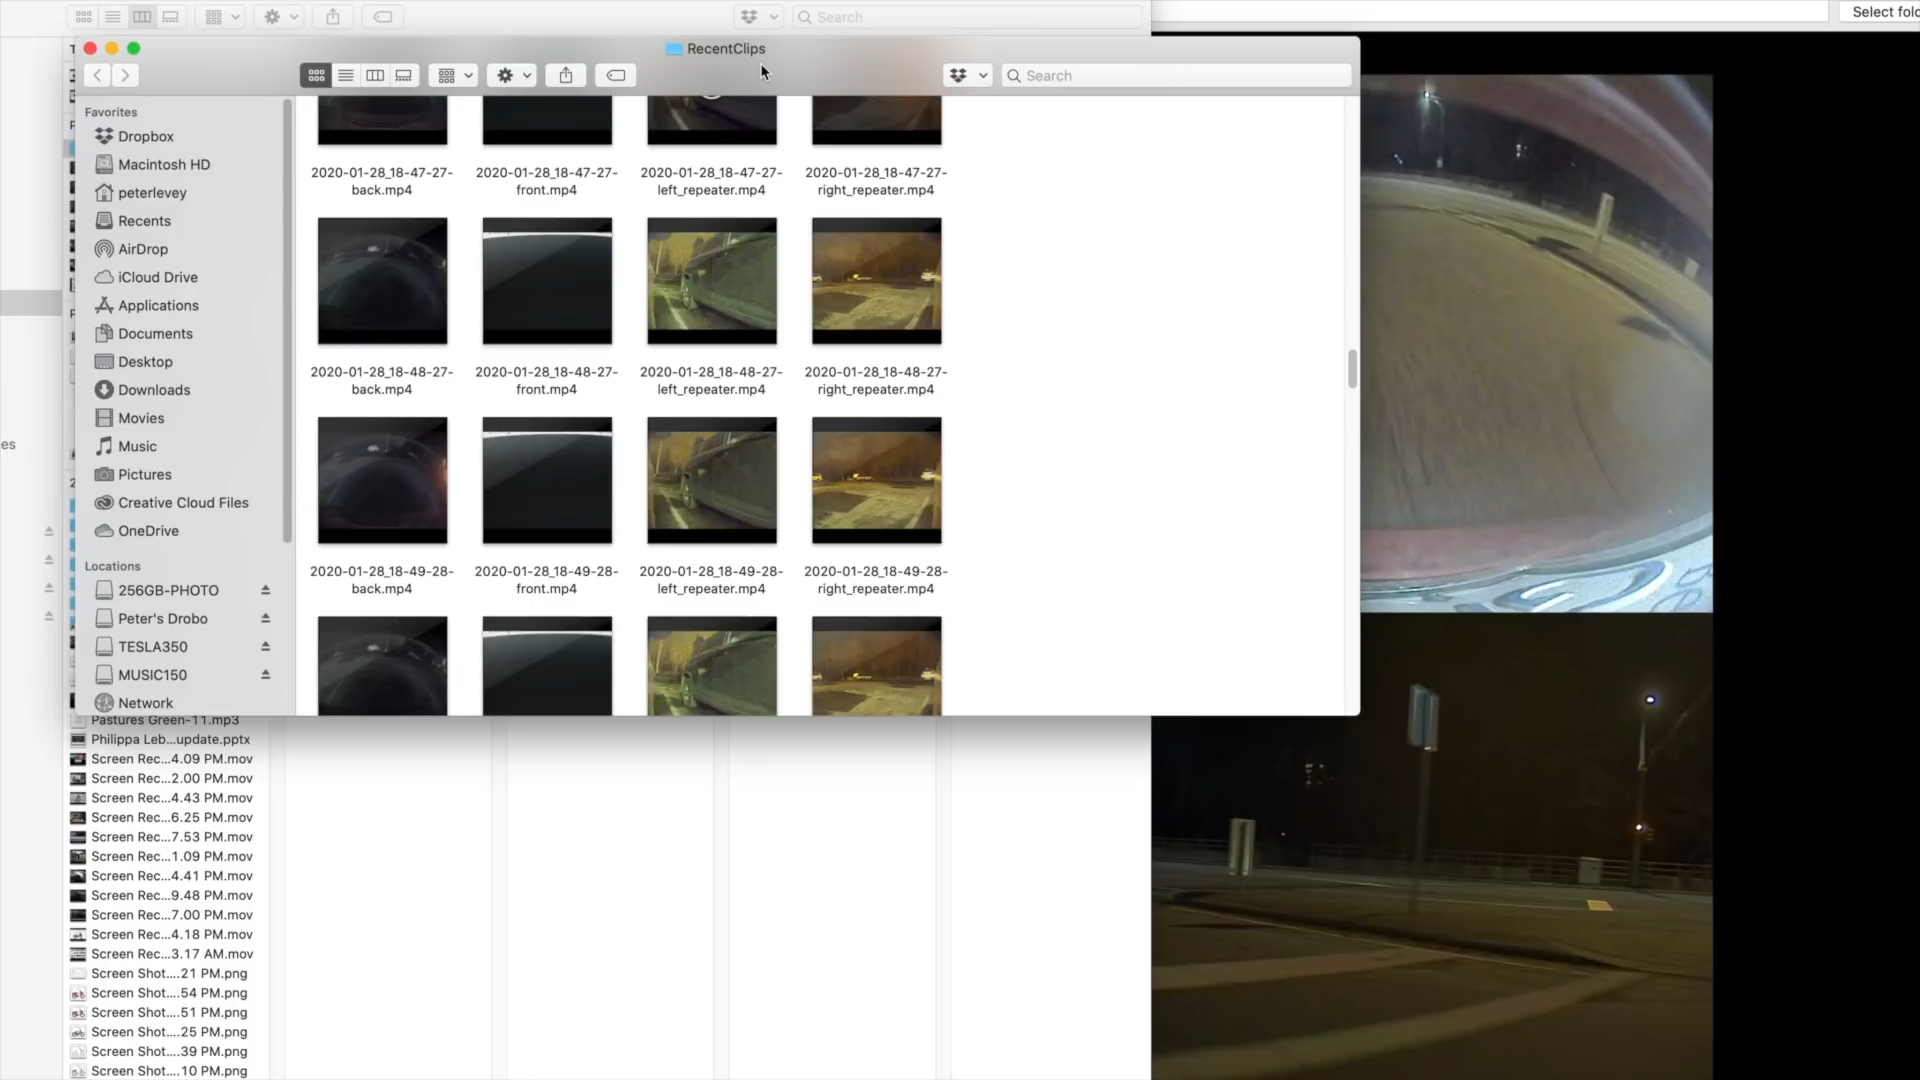 Search
Select fold
RecentClips
Search
Favorites
Dropbox
Macintosh HD
peterlevey
Recents
AirDrop
iCloud Drive
Applications
Documents
Desktop
Downloads
Movies
Music
Pictures
Creative Cloud Files
OneDrive
Locations
256GB-PHOTO
Peter's Drobo
TESLA350
MUSIC150
Network
2020-01-28_18-47-27-
back.mp4
2020-01-28_18-47-27-
front.mp4
2020-01-28_18-47-27-
left_repeater.mp4
2020-01-28_18-47-27-
right_repeater.mp4
2020-01-28_18-48-27-
back.mp4
2020-01-28_18-48-27-
front.mp4
2020-01-28_18-48-27-
left_repeater.mp4
2020-01-28_18-48-27-
right_repeater.mp4
2020-01-28_18-49-28-
back.mp4
2020-01-28_18-49-28-
front.mp4
2020-01-28_18-49-28-
left_repeater.mp4
2020-01-28_18-49-28-
right_repeater.mp4
es
Pastures Green-11.mp3
Philippa Leb...update.pptx
Screen Rec...4.09 PM.mov
Screen Rec...2.00 PM.mov
Screen Rec...4.43 PM.mov
Screen Rec...6.25 PM.mov
Screen Rec...7.53 PM.mov
Screen Rec...1.09 PM.mov
Screen Rec...4.41 PM.mov
Screen Rec...9.48 PM.mov
Screen Rec...7.00 PM.mov
Screen Rec...4.18 PM.mov
Screen Rec...3.17 AM.mov
Screen Shot....21 PM.png
Screen Shot....54 PM.png
Screen Shot....51 PM.png
Screen Shot....25 PM.png
Screen Shot....39 PM.png
Screen Shot....10 PM.png